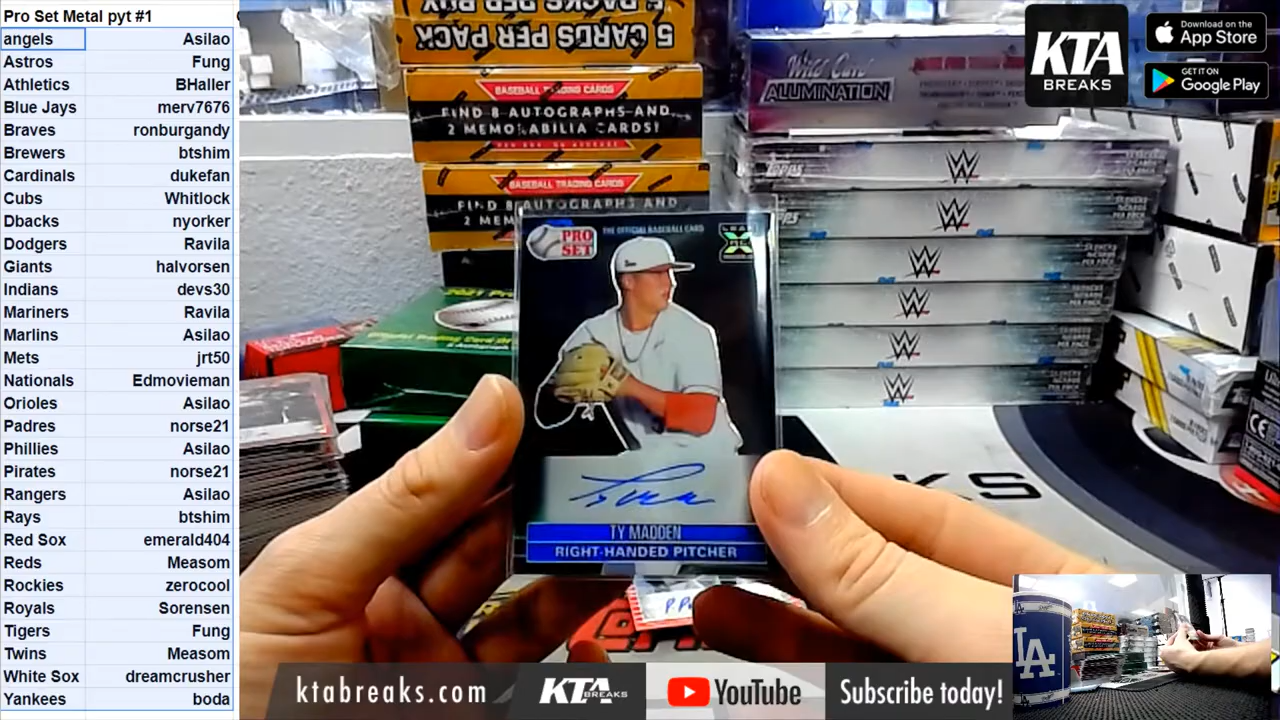 Pro Set Metal pyt #1
angels Asilao
Astros Fung
Athletics BHaller
Blue Jays merv7676
Braves ronburgandy
Brewers btshim
Cardinals dukefan
Cubs Whitlock
Dbacks nyorker
Dodgers Ravila
Giants halvorsen
Indians devs30
Mariners Ravila
Marlins Asilao
Mets jrt50
Nationals Edmovieman
Orioles Asilao
Padres norse21
Phillies Asilao
Pirates norse21
Rangers Asilao
Rays btshim
Red Sox emerald404
Reds Measom
Rockies zerocool
Royals Sorensen
Tigers Fung
Twins Measom
White Sox dreamcrusher
Yankees boda
5 CARDS PER PACK
BASEBALL TRADING CARDS
FIND 8 AUTOGRAPHS AND
2 MEMORABILIA CARDS!
BASEBALL TRADING CARDS
FIND 8 AUTOGRAPHS AND
2 MEM
Wild Card
ALUMINATION
KTA
BREAKS
Download on the
App Store
GET IT ON
Google Play
topps
W
W
W
W
W
W
PRO
SET
THE OFFICIAL BASEBALL CARD
TY MADDEN
RIGHT-HANDED PITCHER
KS
LA
ktabreaks.com
KTA
BREAKS
YouTube
Subscribe today!